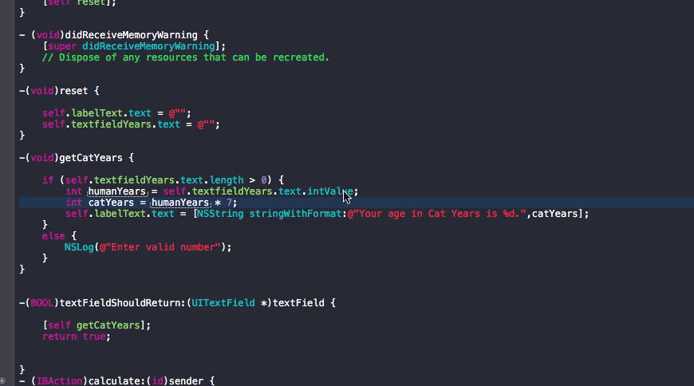 [self reset];
}
- (void)didReceiveMemoryWarning {
[super didReceiveMemoryWarning];
// Dispose of any resources that can be recreated.
}
-(void)reset {
self.labelText.text = @"";
self.textfieldYears.text = @"";
}
-(void)getCatYears {
if (self.textfieldYears.text.length > 0) {
int humanYears = self.textfieldYears.text.intValue;
int catYears = humanYears * 7;
self.labelText.text = [NSString stringWithFormat:@"Your age in Cat Years is %d.",catYears];
}
else {
NSLog(@"Enter valid number");
}
}
-(BOOL)textFieldShouldReturn:(UITextField *)textField {
[self getCatYears];
return true;
}
- (IBAction)calculate:(id)sender {